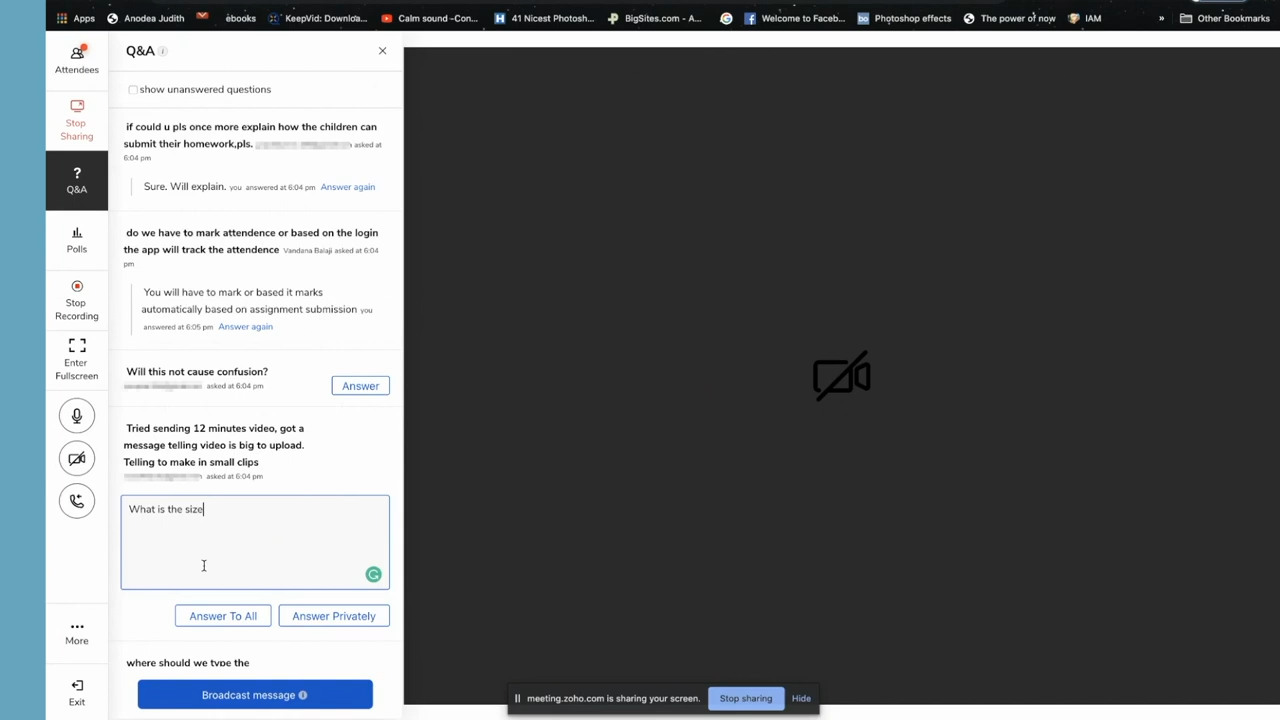 Apps
Anodea Judith
ebooks
KeepVid: Downloa...
Calm sound -Con...
41 Nicest Photosh...
BigSites.com - A...
Welcome to Faceb...
Photoshop effects
The power of now
IAM
»
Other Bookmarks
Attendees
Stop
Sharing
?
Q&A
Polls
Stop
Recording
Enter
Fullscreen
More
Exit
Q&A
show unanswered questions
if could u pls once more explain how the children can
submit their homework,pls. asked at
6:04 pm
Sure. Will explain. you answered at 6:04 pm Answer again
do we have to mark attendence or based on the login
the app will track the attendence Vandana Balaji asked at 6:04
pm
You will have to mark or based it marks
automatically based on assignment submission you
answered at 6:05 pm Answer again
Will this not cause confusion?
asked at 6:04 pm
Answer
Tried sending 12 minutes video, got a
message telling video is big to upload.
Telling to make in small clips
asked at 6:04 pm
What is the size
Answer To All
Answer Privately
where should we type the
Broadcast message
meeting.zoho.com is sharing your screen.
Stop sharing
Hide